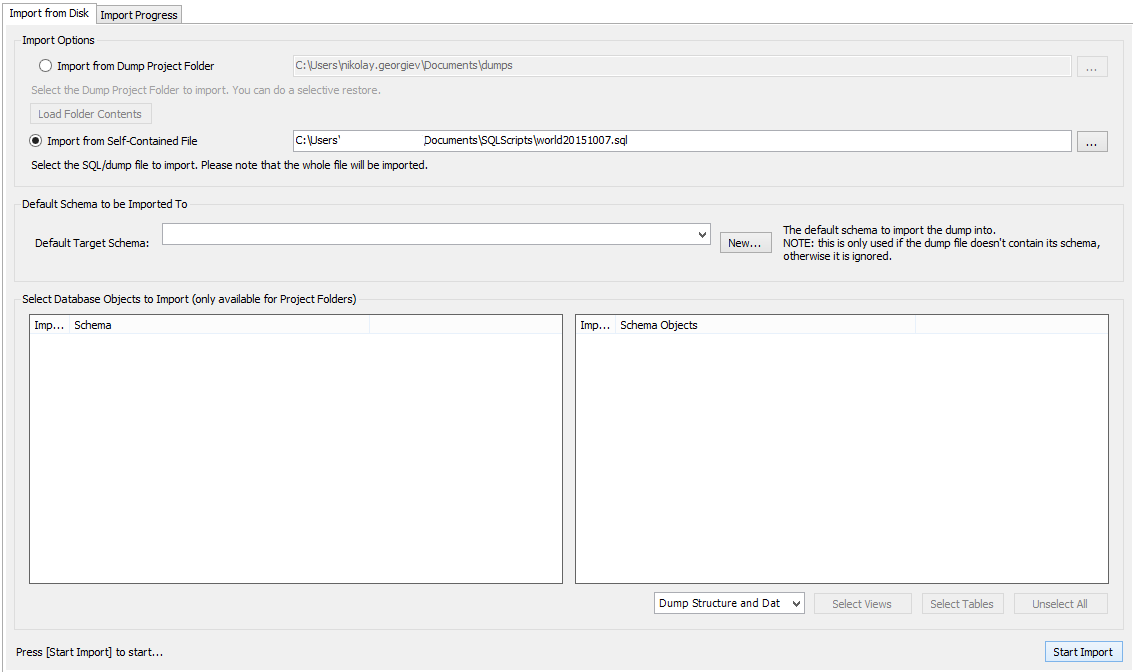 Import from Disk Import Progress
Import Options
Import from Dump Project Folder C:\Users\nikolay.georgiev\Documents\dumps ...
Select the Dump Project Folder to import. You can do a selective restore.
Load Folder Contents
Import from Self-Contained File C:\Users' Documents\SQLScripts\world20151007.sql ...
Select the SQL/dump file to import. Please note that the whole file will be imported.
Default Schema to be Imported To
Default Target Schema: New... The default schema to import the dump into.
NOTE: this is only used if the dump file doesn't contain its schema,
otherwise it is ignored.
Select Database Objects to Import (only available for Project Folders)
Imp... Schema Imp... Schema Objects
Dump Structure and Dat Select Views Select Tables Unselect All
Press [Start Import] to start... Start Import